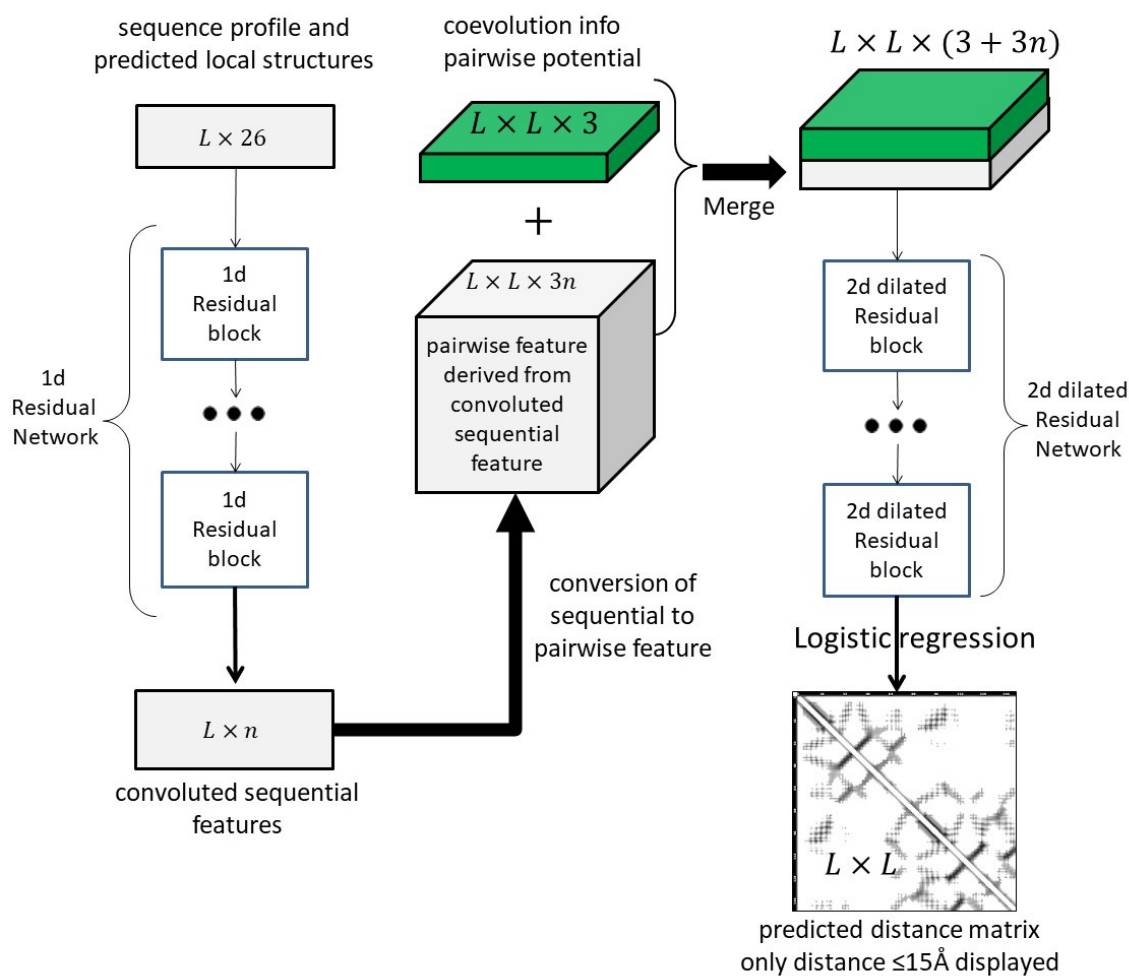 sequence profile and
predicted local structures
L × 26
1d
Residual
block
1d
Residual
Network
1d
Residual
block
L × n
convoluted sequential
features
coevolution info
pairwise potential
L × L × 3
+
L × L × 3n
pairwise feature
derived from
convoluted
sequential
feature
conversion of
sequential to
pairwise feature
Merge
L × L × (3 + 3n)
2d dilated
Residual
block
2d dilated
Residual
Network
2d dilated
Residual
block
Logistic regression
L × L
predicted distance matrix
only distance ≤15Å displayed